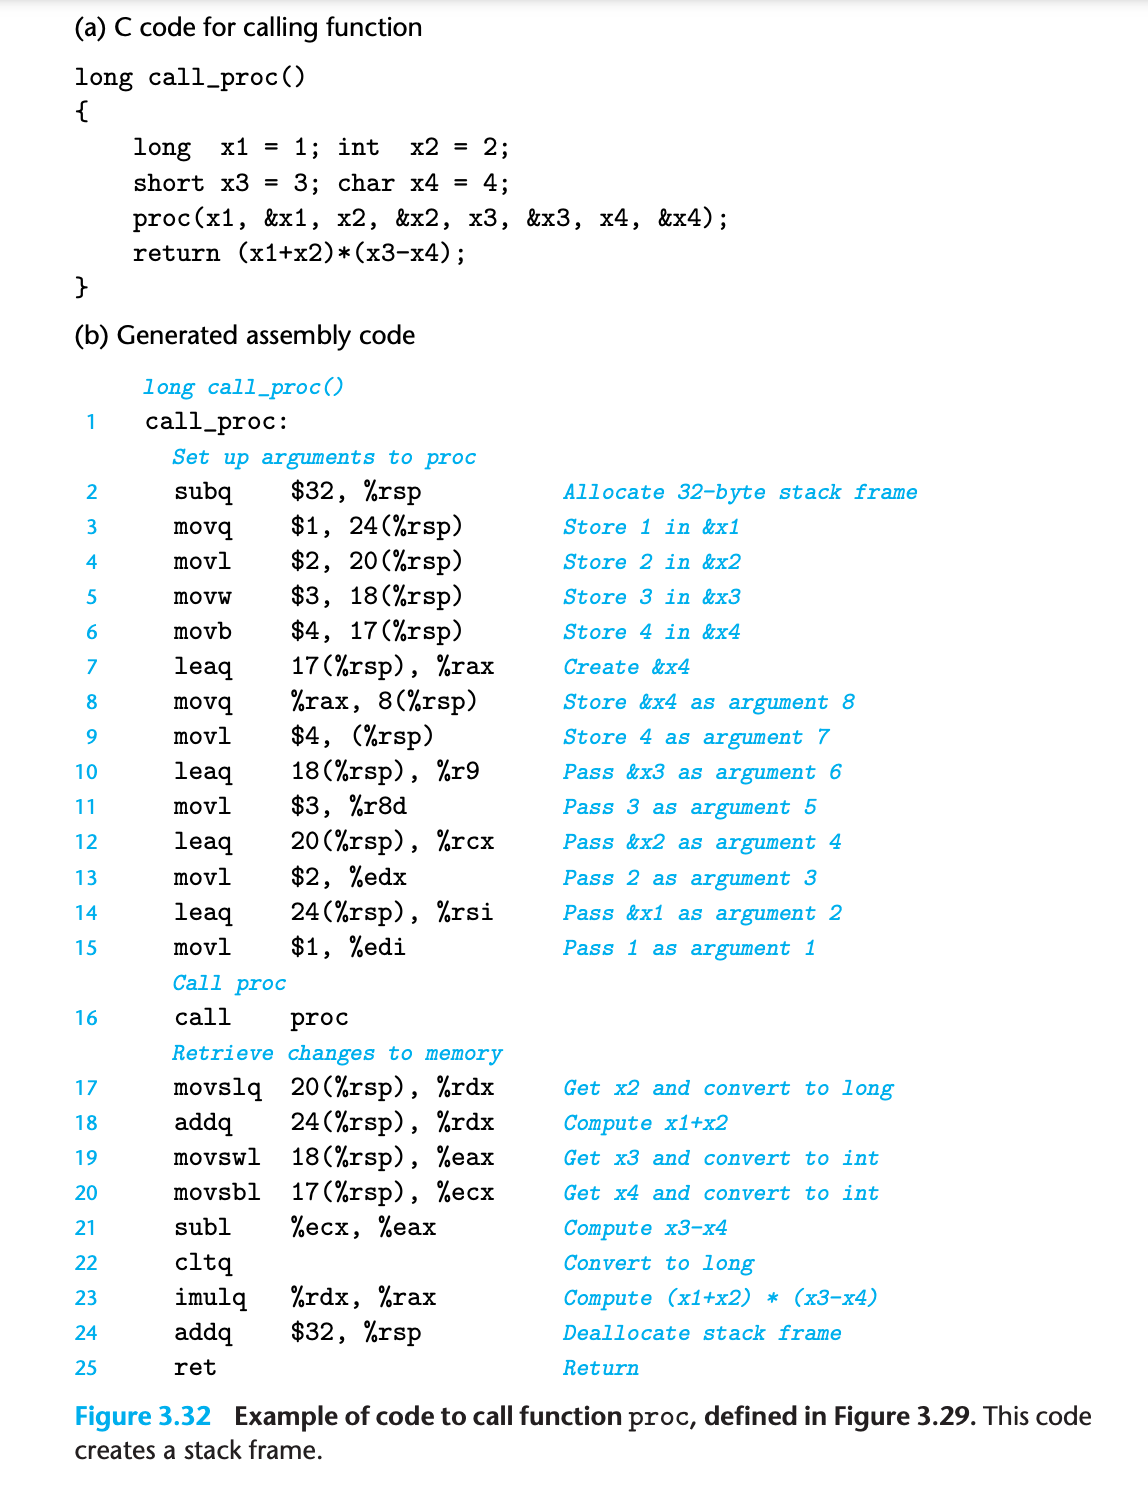 (a) C code for calling function
long call_proc()
{
    long  x1 = 1; int  x2 = 2;
    short x3 = 3; char x4 = 4;
    proc(x1, &x1, x2, &x2, x3, &x3, x4, &x4);
    return (x1+x2)*(x3-x4);
}
(b) Generated assembly code
long call_proc()
1 call_proc:
Set up arguments to proc
2 subq $32, %rsp Allocate 32-byte stack frame
3 movq $1, 24(%rsp) Store 1 in &x1
4 movl $2, 20(%rsp) Store 2 in &x2
5 movw $3, 18(%rsp) Store 3 in &x3
6 movb $4, 17(%rsp) Store 4 in &x4
7 leaq 17(%rsp), %rax Create &x4
8 movq %rax, 8(%rsp) Store &x4 as argument 8
9 movl $4, (%rsp) Store 4 as argument 7
10 leaq 18(%rsp), %r9 Pass &x3 as argument 6
11 movl $3, %r8d Pass 3 as argument 5
12 leaq 20(%rsp), %rcx Pass &x2 as argument 4
13 movl $2, %edx Pass 2 as argument 3
14 leaq 24(%rsp), %rsi Pass &x1 as argument 2
15 movl $1, %edi Pass 1 as argument 1
Call proc
16 call proc
Retrieve changes to memory
17 movslq 20(%rsp), %rdx Get x2 and convert to long
18 addq 24(%rsp), %rdx Compute x1+x2
19 movswl 18(%rsp), %eax Get x3 and convert to int
20 movsbl 17(%rsp), %ecx Get x4 and convert to int
21 subl %ecx, %eax Compute x3-x4
22 cltq Convert to long
23 imulq %rdx, %rax Compute (x1+x2) * (x3-x4)
24 addq $32, %rsp Deallocate stack frame
25 ret Return
Figure 3.32 Example of code to call function proc, defined in Figure 3.29. This code
creates a stack frame.